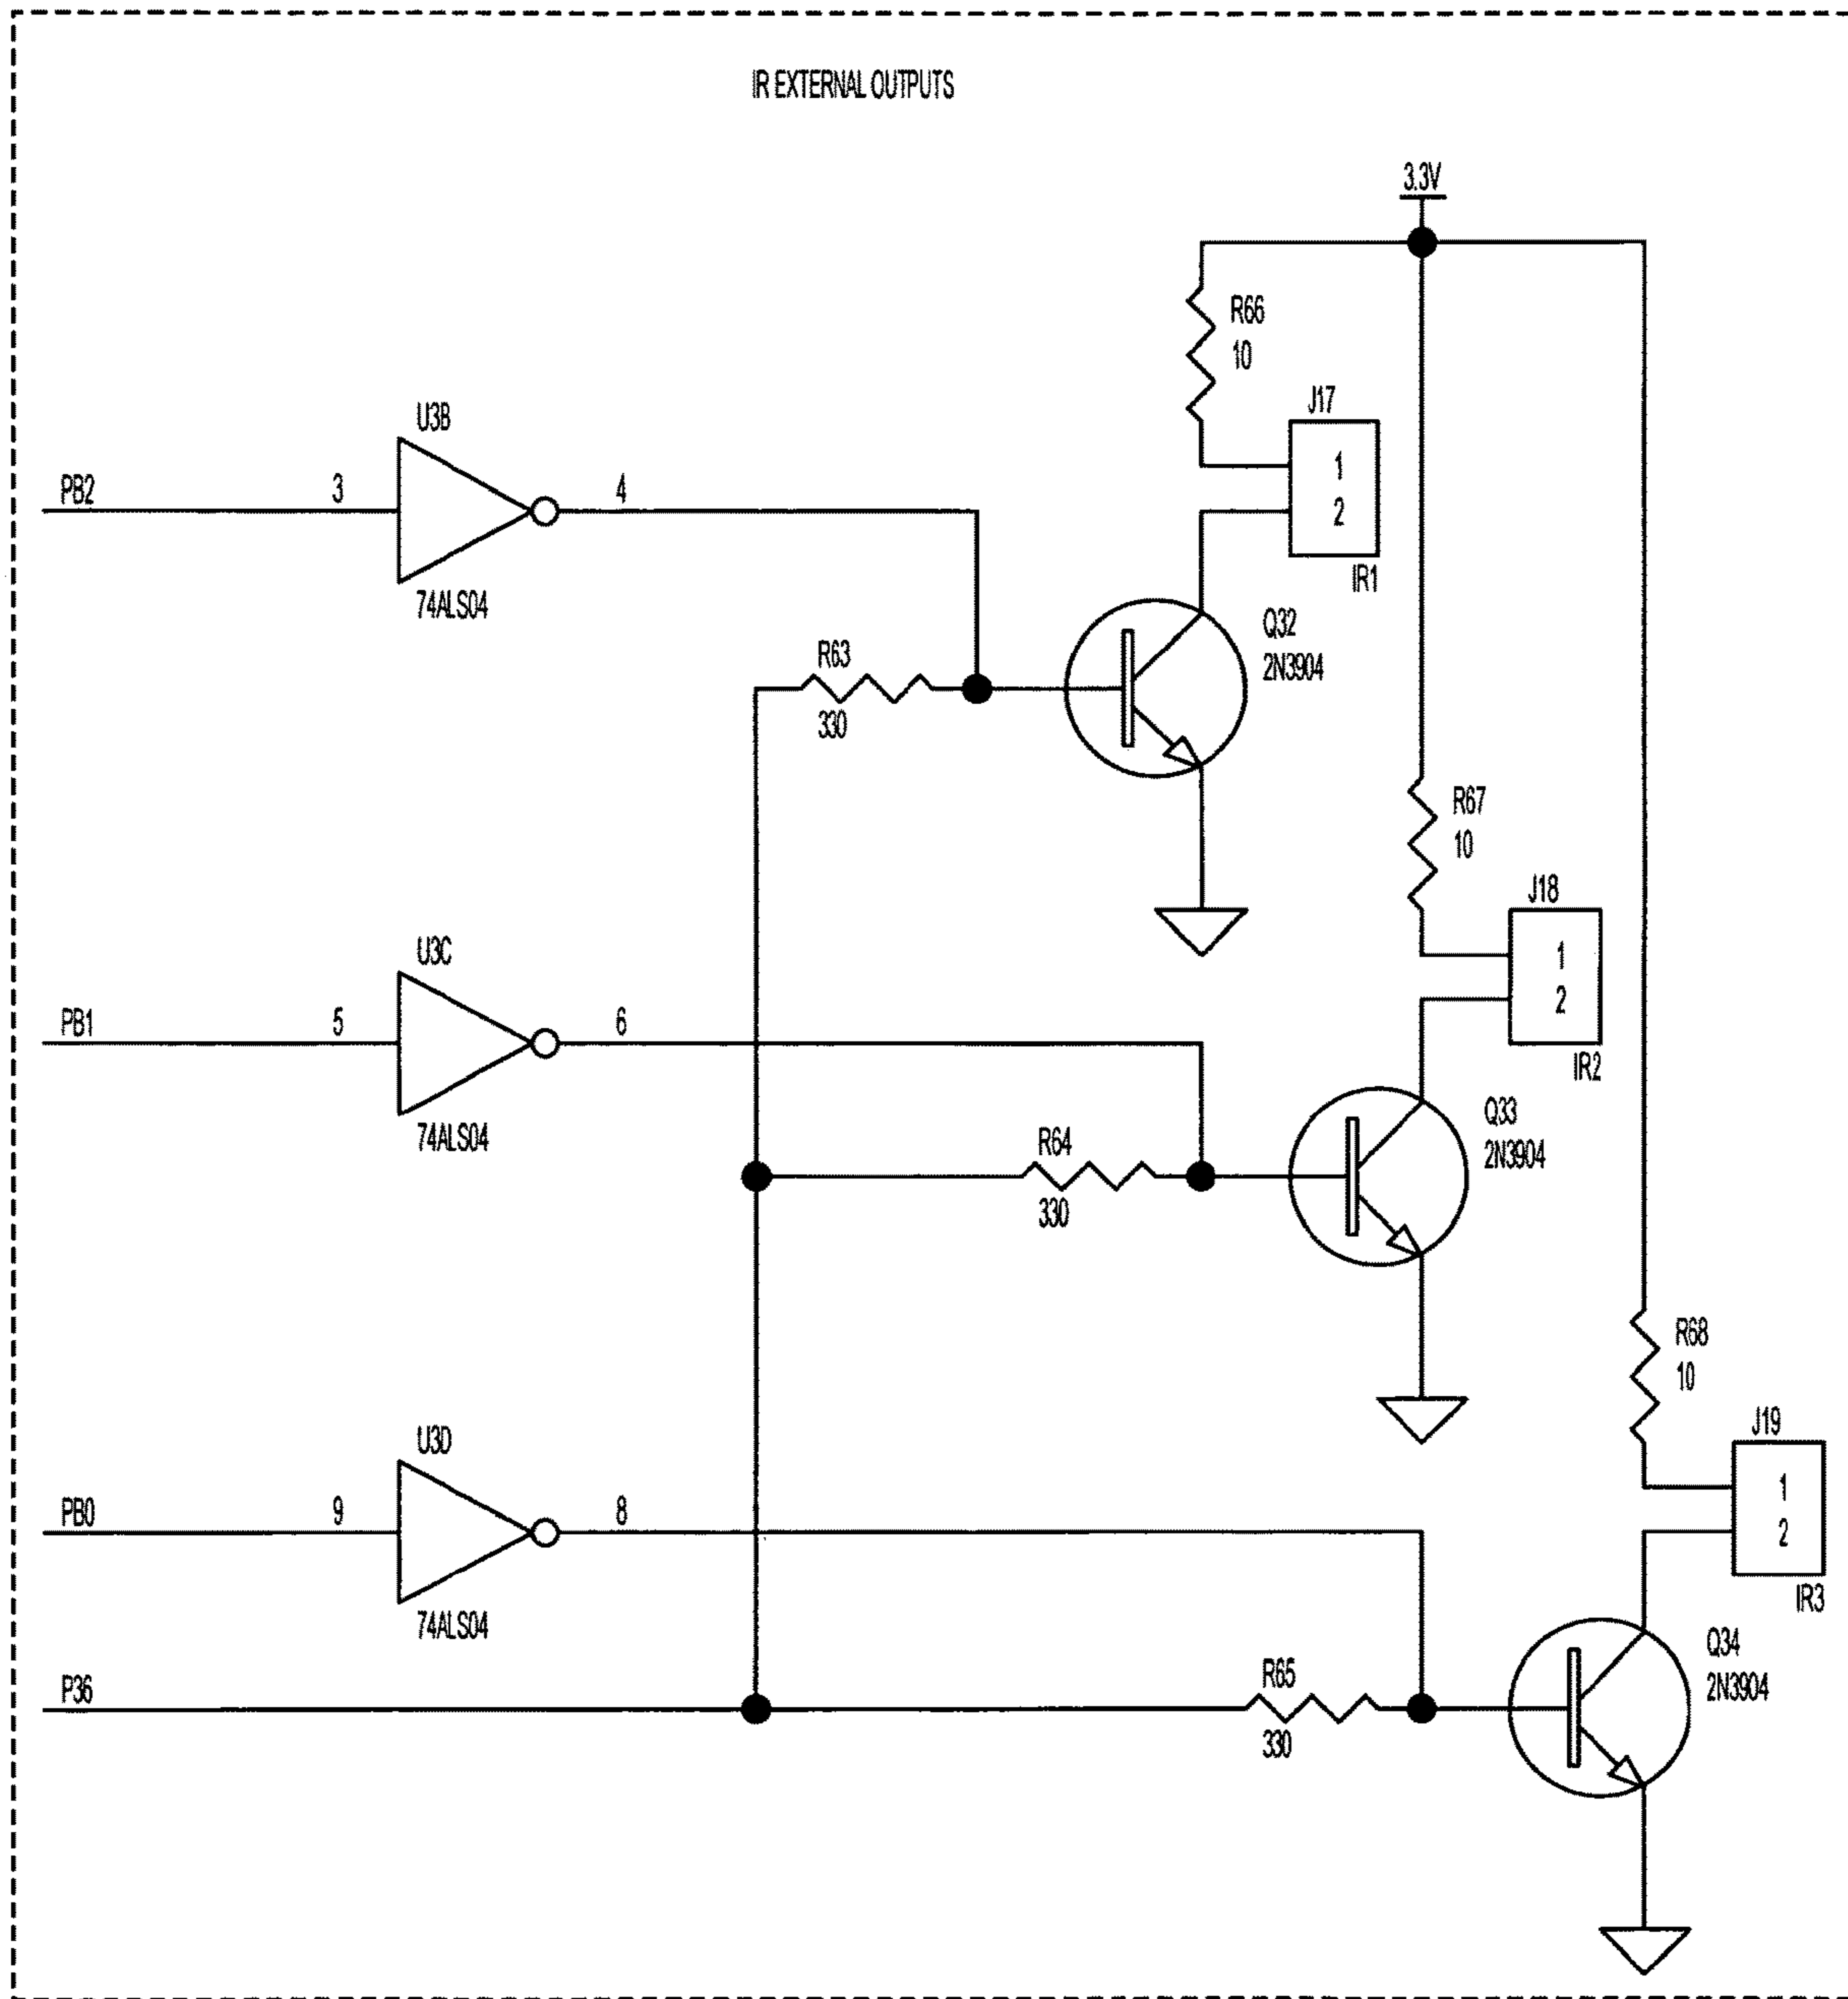 IR EXTERNAL OUTPUTS
3.3V
R66
10
J17
1
2
IR1
U3B
PB2
3
4
74ALS04
Q32
2N3904
R63
330
R67
10
J18
1
2
IR2
U3C
PB1
5
6
74ALS04
Q33
2N3904
R64
330
R68
10
J19
1
2
IR3
U3D
PB0
9
8
74ALS04
Q34
2N3904
P36
R65
330